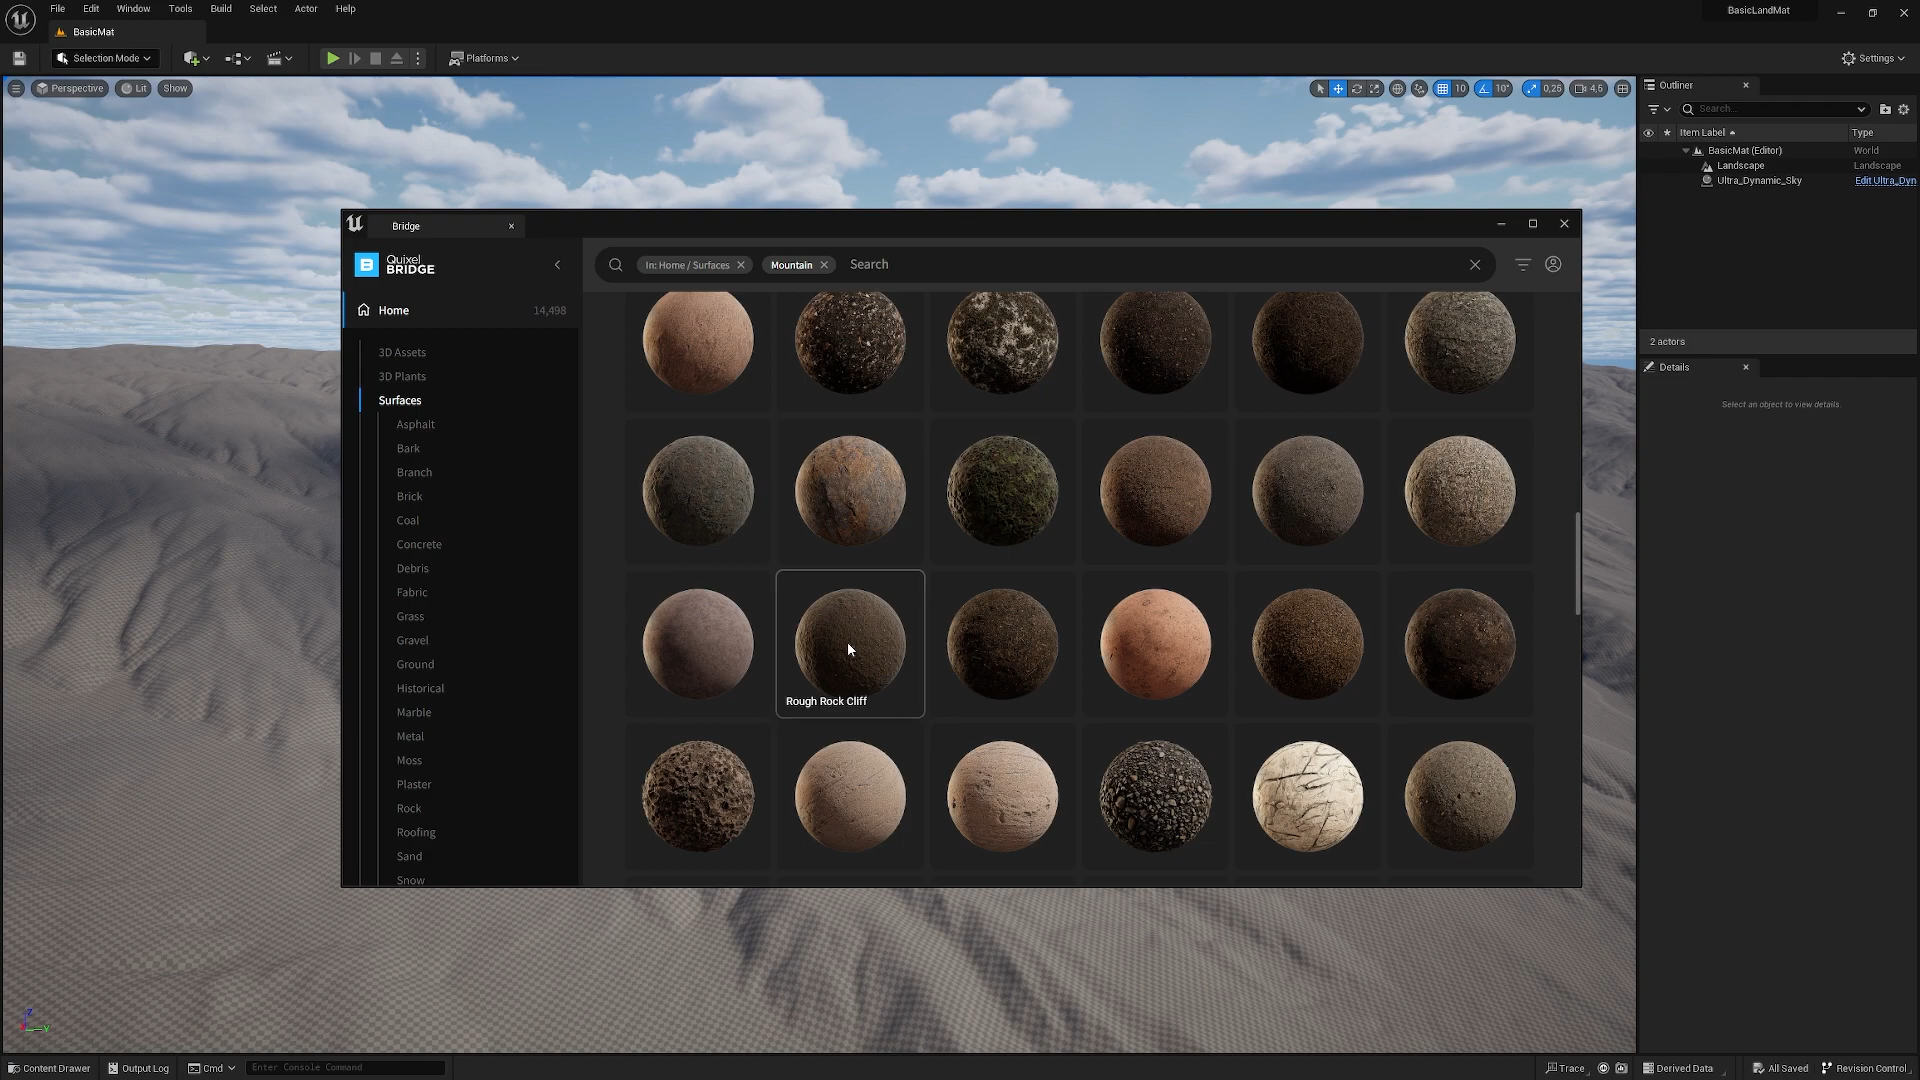 File Edit Window Tools Build Select Actor Help
BasicLandMat
BasicMat
Selection Mode
Platforms
Settings
Perspective Lit Show
10 10° 0,25 4,5
Outliner
Search...
Item Label Type
BasicMat (Editor) World
Landscape Landscape
Ultra_Dynamic_Sky Edit Ultra_Dyn
2 actors
Details
Select an object to view details.
Bridge
Quixel
BRIDGE
In: Home / Surfaces Mountain Search
Home 14,498
3D Assets
3D Plants
Surfaces
Asphalt
Bark
Branch
Brick
Coal
Concrete
Debris
Fabric
Grass
Gravel
Ground
Historical
Marble
Metal
Moss
Plaster
Rock
Roofing
Sand
Snow
Rough Rock Cliff
Z
Y
Content Drawer Output Log Cmd Enter Console Command
Trace Derived Data All Saved Revision Control